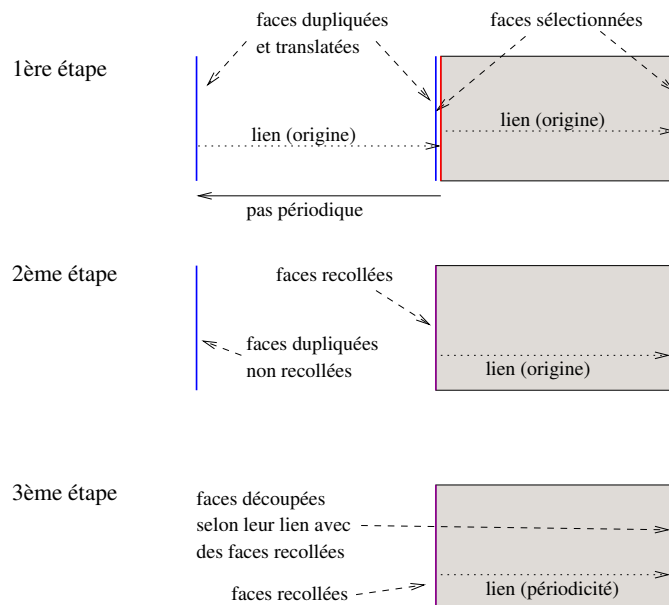 faces dupliquées
et translatées
faces sélectionnées
1ère étape
lien (origine)
lien (origine)
pas périodique
2ème étape
faces recollées
faces dupliquées
non recollées
lien (origine)
3ème étape
faces découpées
selon leur lien avec
des faces recollées
faces recollées
lien (périodicité)